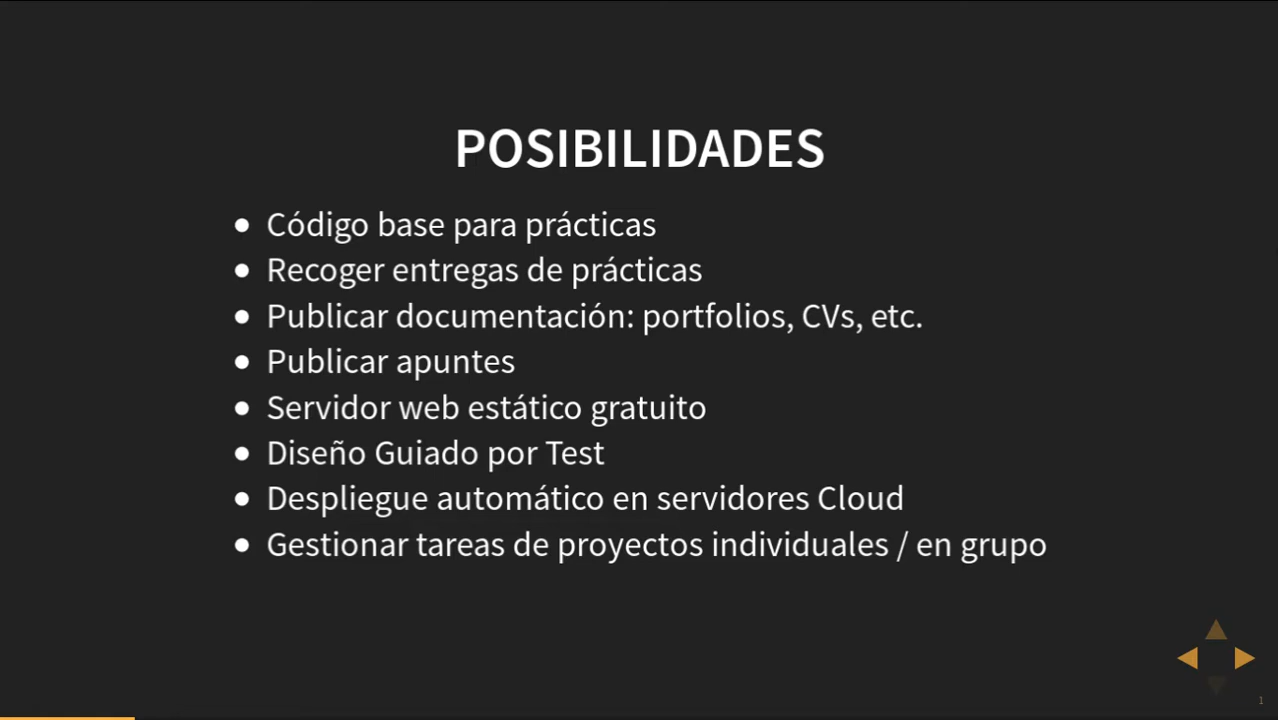 POSIBILIDADES
Código base para prácticas
Recoger entregas de prácticas
Publicar documentación: portfolios, CVs, etc.
Publicar apuntes
Servidor web estático gratuito
Diseño Guiado por Test
Despliegue automático en servidores Cloud
Gestionar tareas de proyectos individuales / en grupo
1